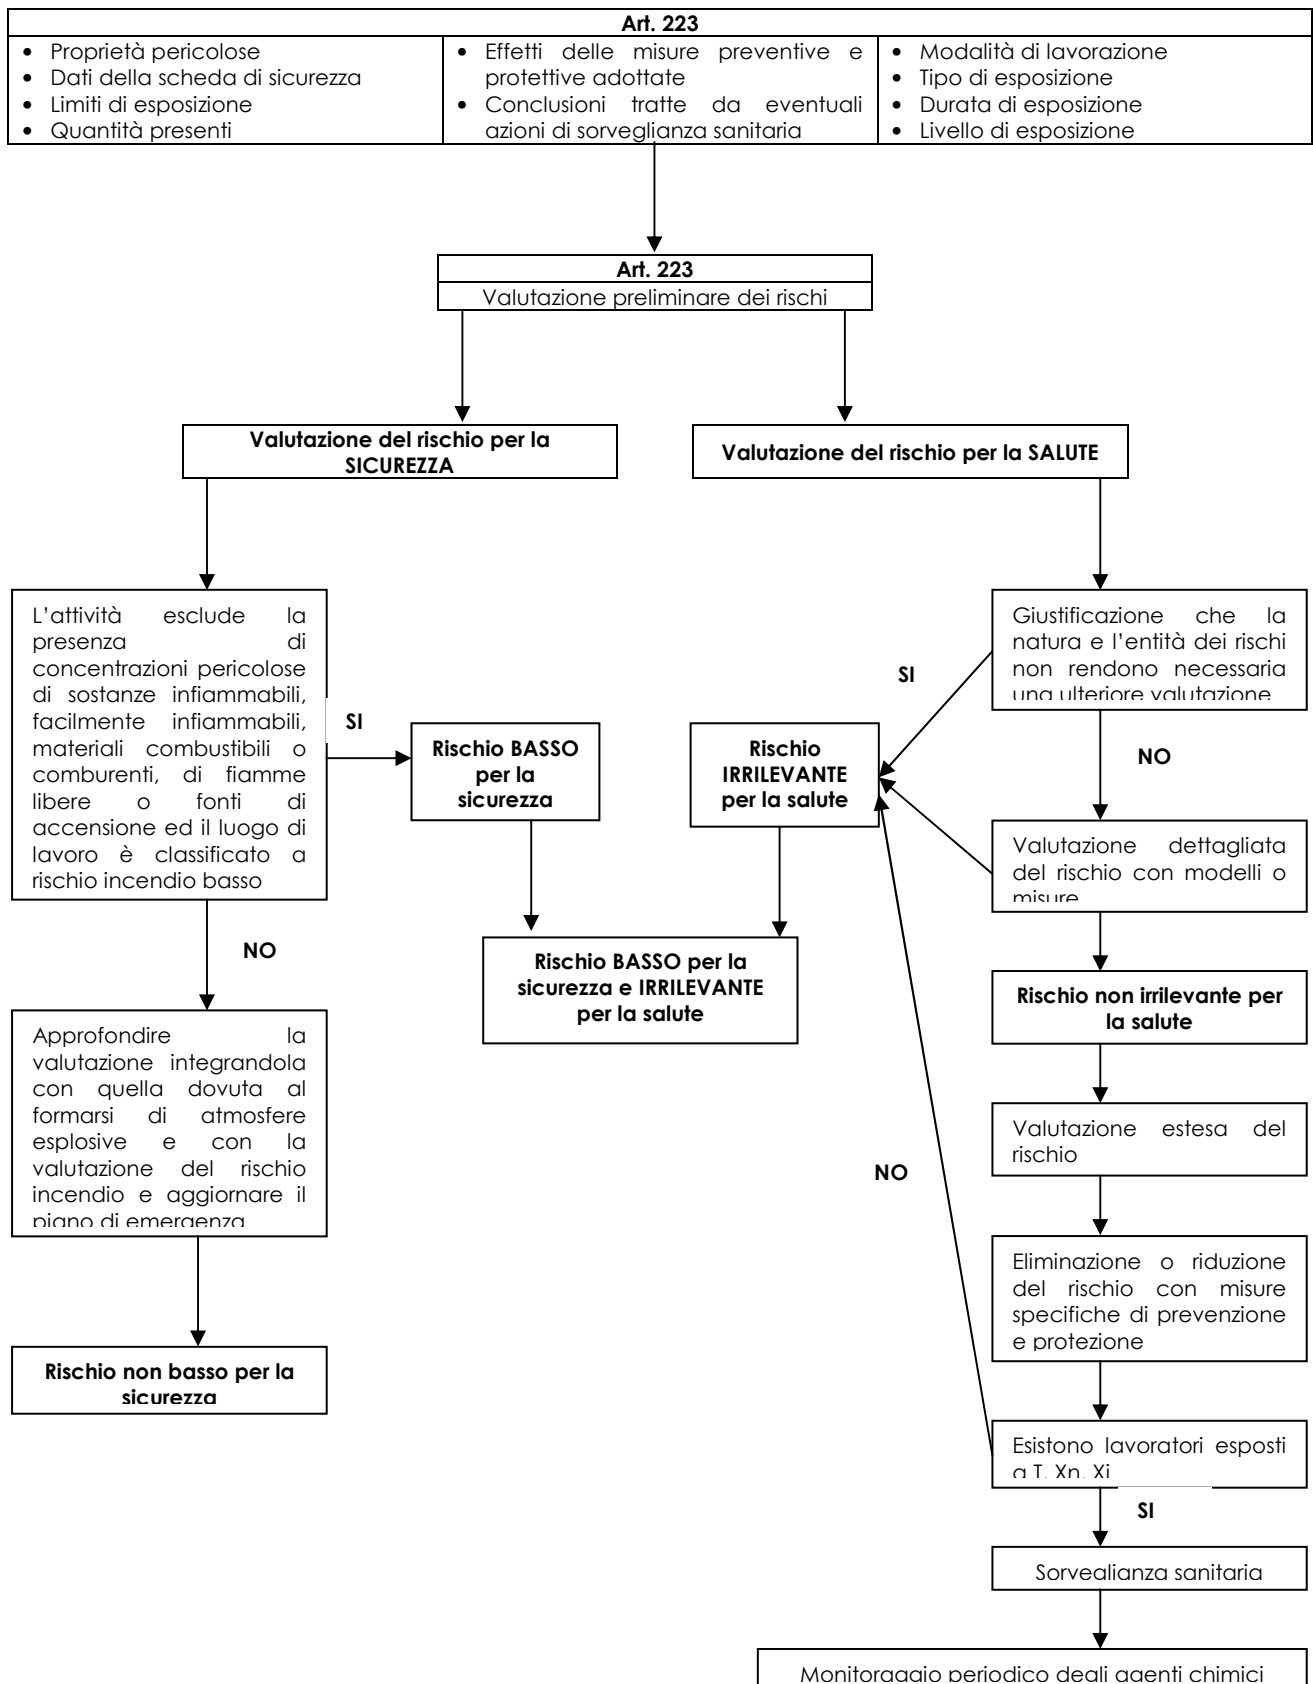 Art. 223
• Proprietà pericolose
• Dati della scheda di sicurezza
• Limiti di esposizione
• Quantità presenti
• Effetti delle misure preventive e
protettive adottate
• Conclusioni tratte da eventuali
azioni di sorveglianza sanitaria
• Modalità di lavorazione
• Tipo di esposizione
• Durata di esposizione
• Livello di esposizione
Art. 223
Valutazione preliminare dei rischi
Valutazione del rischio per la
SICUREZZA
Valutazione del rischio per la SALUTE
L'attività esclude la
presenza di
concentrazioni pericolose
di sostanze infiammabili,
facilmente infiammabili,
materiali combustibili o
comburenti, di fiamme
libere o fonti di
accensione ed il luogo di
lavoro è classificato a
rischio incendio basso
SI
Rischio BASSO
per la
sicurezza
NO
Approfondire la
valutazione integrandola
con quella dovuta al
formarsi di atmosfere
esplosive e con la
valutazione del rischio
incendio e aggiornare il
piano di emergenza
Rischio non basso per la
sicurezza
Rischio BASSO per la
sicurezza e IRRILEVANTE
per la salute
Rischio
IRRILEVANTE
per la salute
SI
Giustificazione che la
natura e l'entità dei rischi
non rendono necessaria
una ulteriore valutazione
NO
Valutazione dettagliata
del rischio con modelli o
misure
Rischio non irrilevante per
la salute
Valutazione estesa del
rischio
NO
Eliminazione o riduzione
del rischio con misure
specifiche di prevenzione
e protezione
Esistono lavoratori esposti
a T, Xn, Xi
SI
Sorveglianza sanitaria
Monitoraggio periodico degli agenti chimici